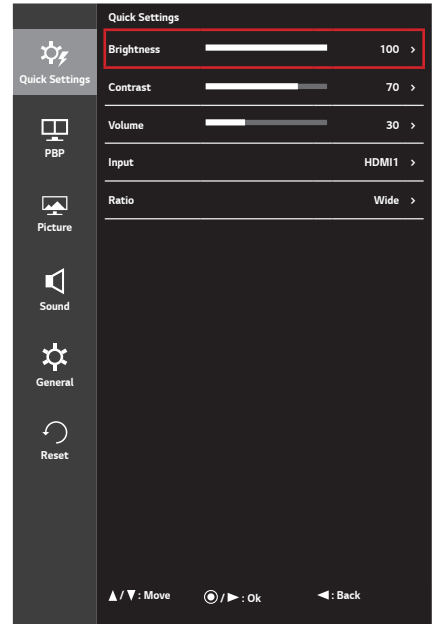 Quick Settings
Quick Settings
PBP
Picture
Sound
General
Reset
Brightness 100 >
Contrast 70 >
Volume 30 >
Input HDMI1 >
Ratio Wide >
▲/▼: Move ◉/►: Ok ◄: Back